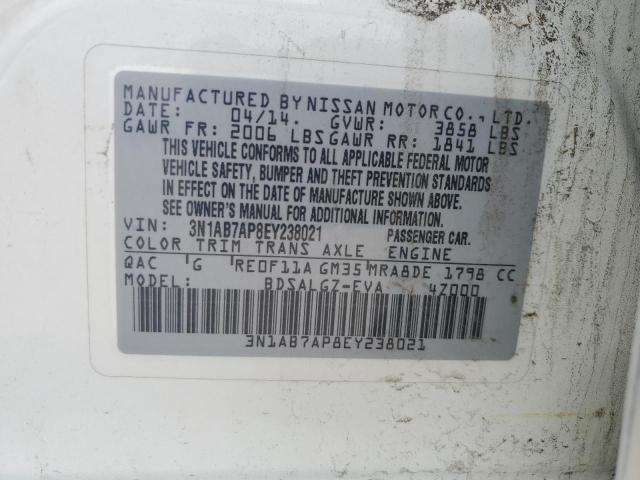 MANUFACTURED BY NISSAN MOTOR CO., LTD.
DATE: 04/14 GVWR: 3858 LBS
GAWR FR: 2006 LBS GAWR RR: 1841 LBS
THIS VEHICLE CONFORMS TO ALL APPLICABLE FEDERAL MOTOR
VEHICLE SAFETY, BUMPER AND THEFT PREVENTION STANDARDS
IN EFFECT ON THE DATE OF MANUFACTURE SHOWN ABOVE.
SEE OWNER'S MANUAL FOR ADDITIONAL INFORMATION.
VIN: 3N1AB7AP8EY238021 PASSENGER CAR.
COLOR TRIM TRANS AXLE ENGINE
QAC G RE0F11A GM35 MRA8DE 1798 CC
MODEL: BDSALGZ-EVA 4Z000
3N1AB7AP8EY238021